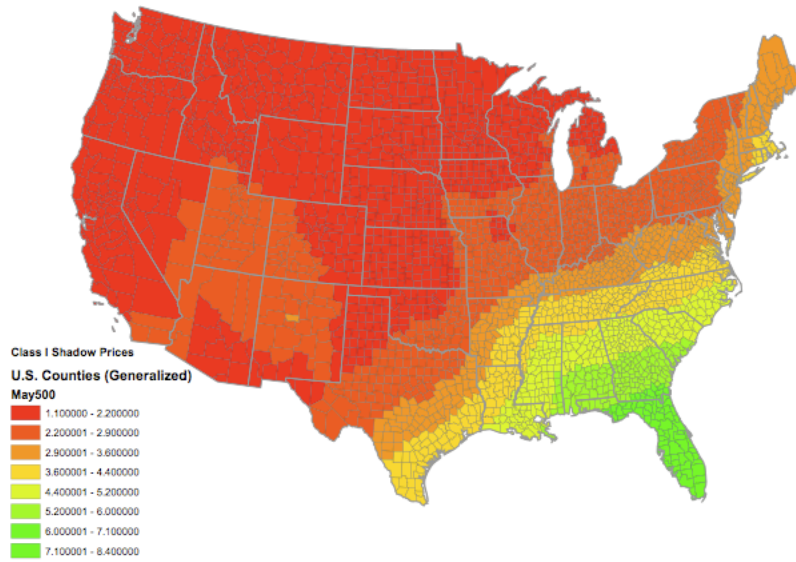 Class I Shadow Prices
U.S. Counties (Generalized)
May500
1.100000 - 2.200000
2.200001 - 2.900000
2.900001 - 3.600000
3.600001 - 4.400000
4.400001 - 5.200000
5.200001 - 6.000000
6.000001 - 7.100000
7.100001 - 8.400000